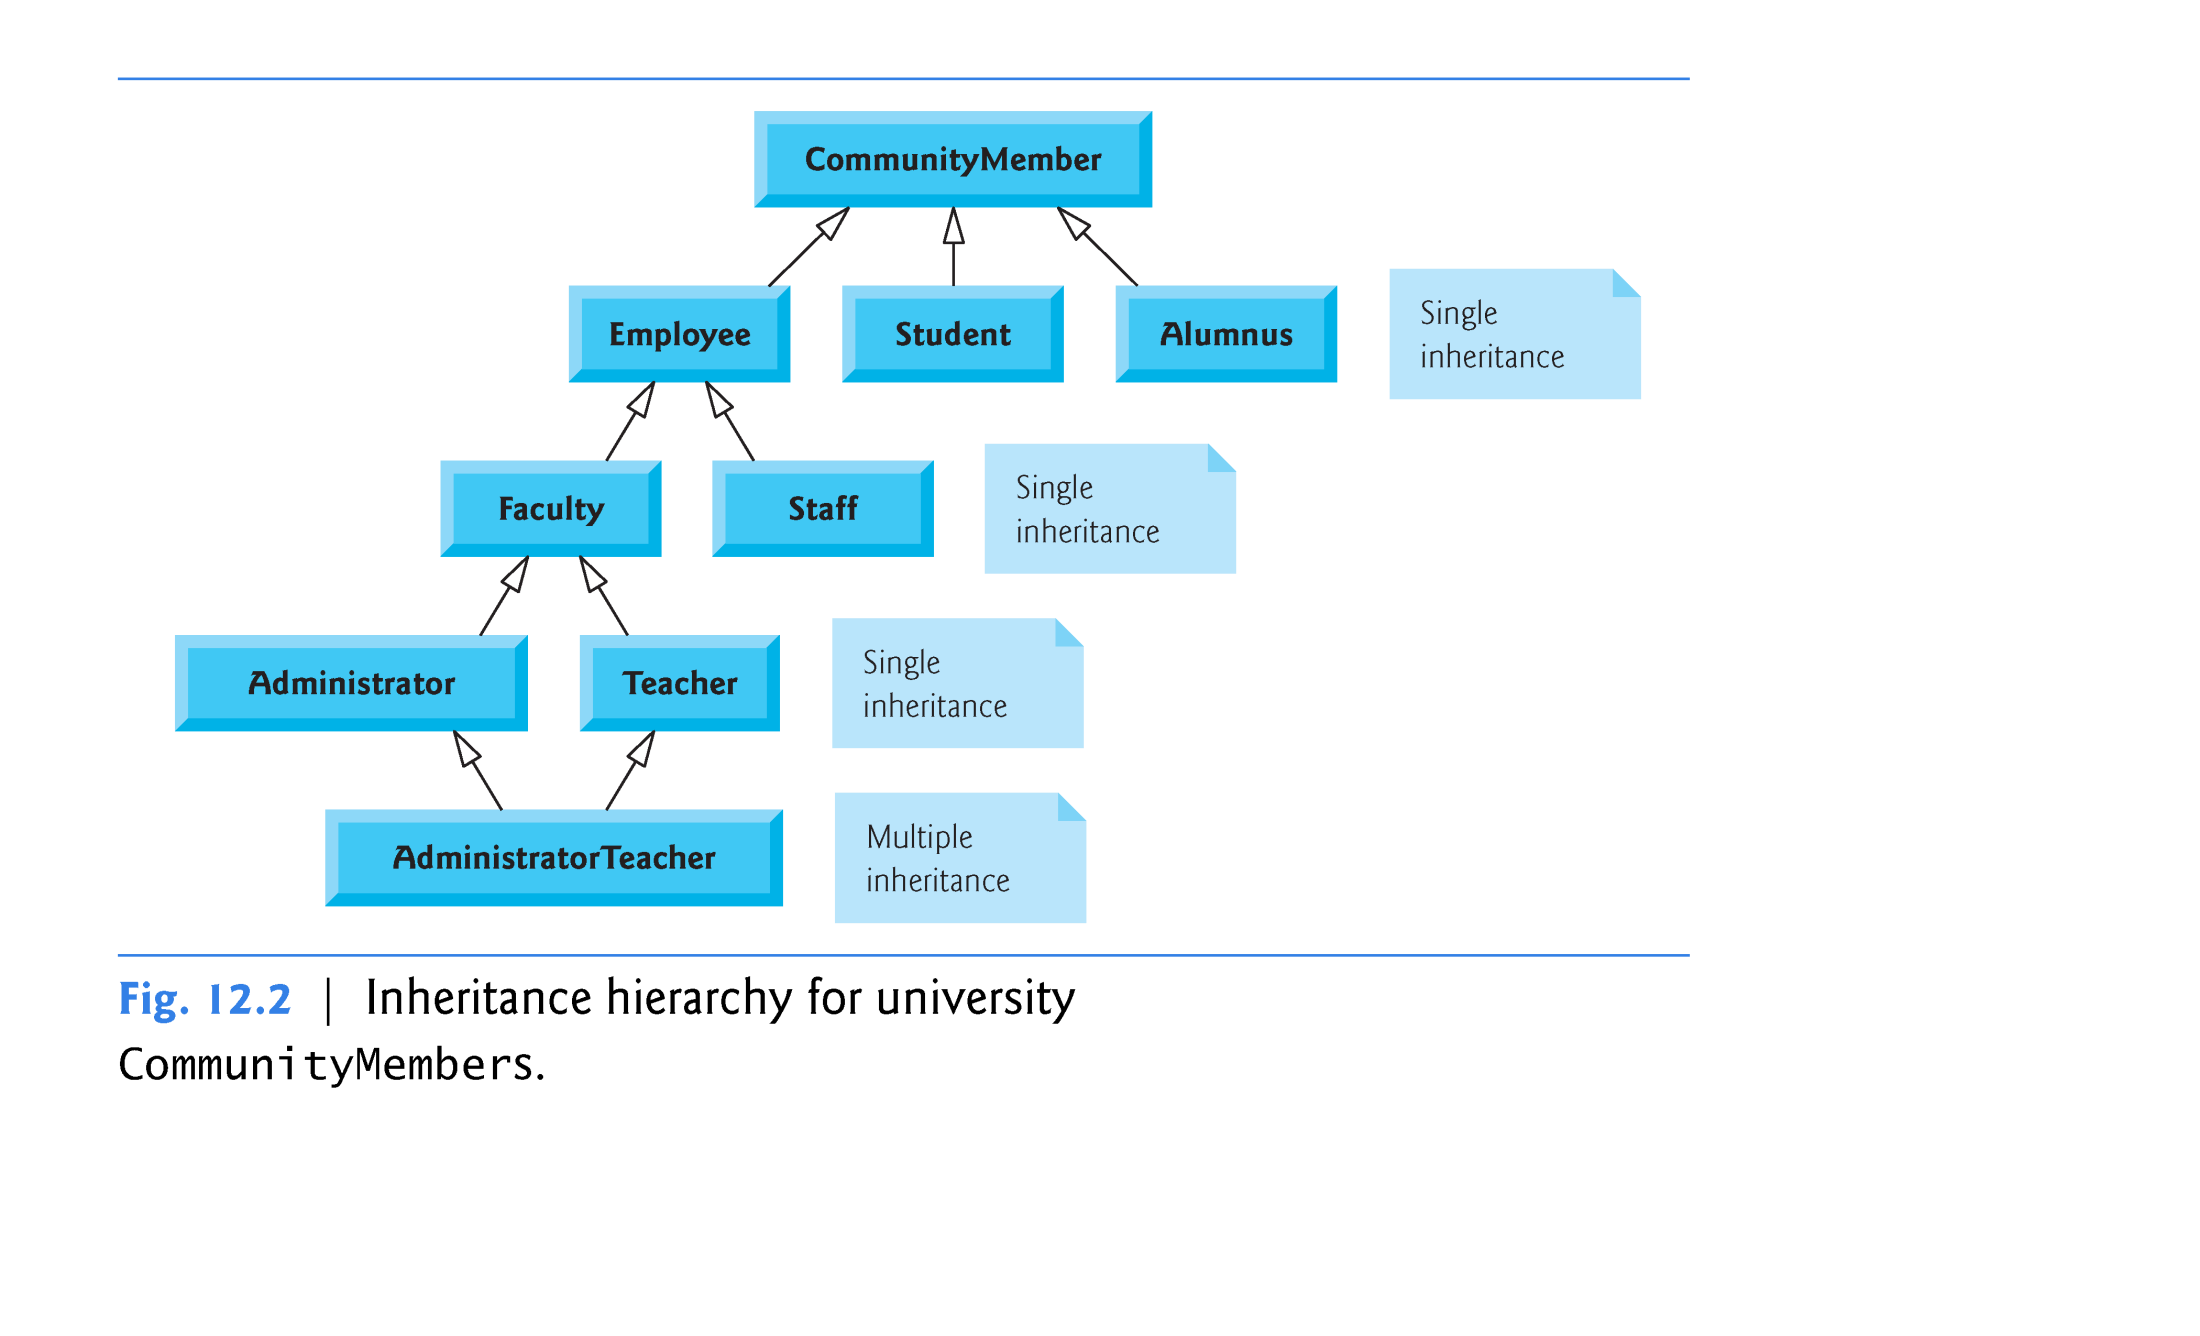 CommunityMember
Employee
Student
Alumnus
Single
inheritance
Faculty
Staff
Single
inheritance
Administrator
Teacher
Single
inheritance
AdministratorTeacher
Multiple
inheritance
Fig. 12.2 | Inheritance hierarchy for university
CommunityMembers.